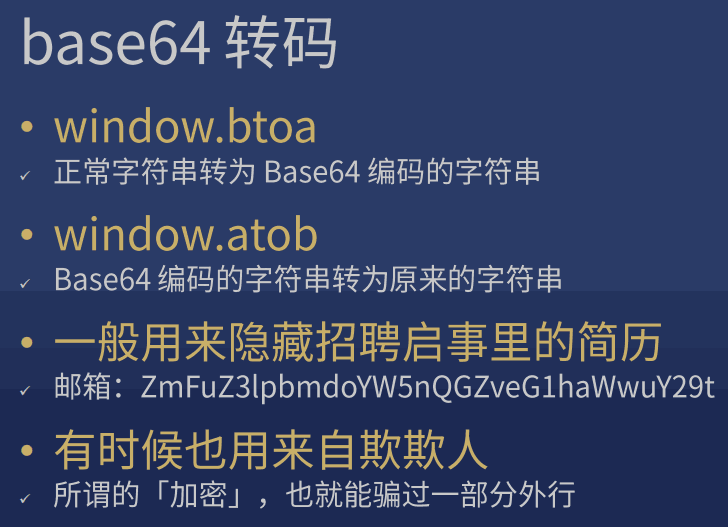 base64 转码
• window.btoa
✓ 正常字符串转为 Base64 编码的字符串
• window.atob
✓ Base64 编码的字符串转为原来的字符串
• 一般用来隐藏招聘启事里的简历
✓ 邮箱：ZmFuZ3lpbmdoYW5nQGZveG1haWwuY29t
• 有时候也用来自欺欺人
✓ 所谓的「加密」，也就能骗过一部分外行